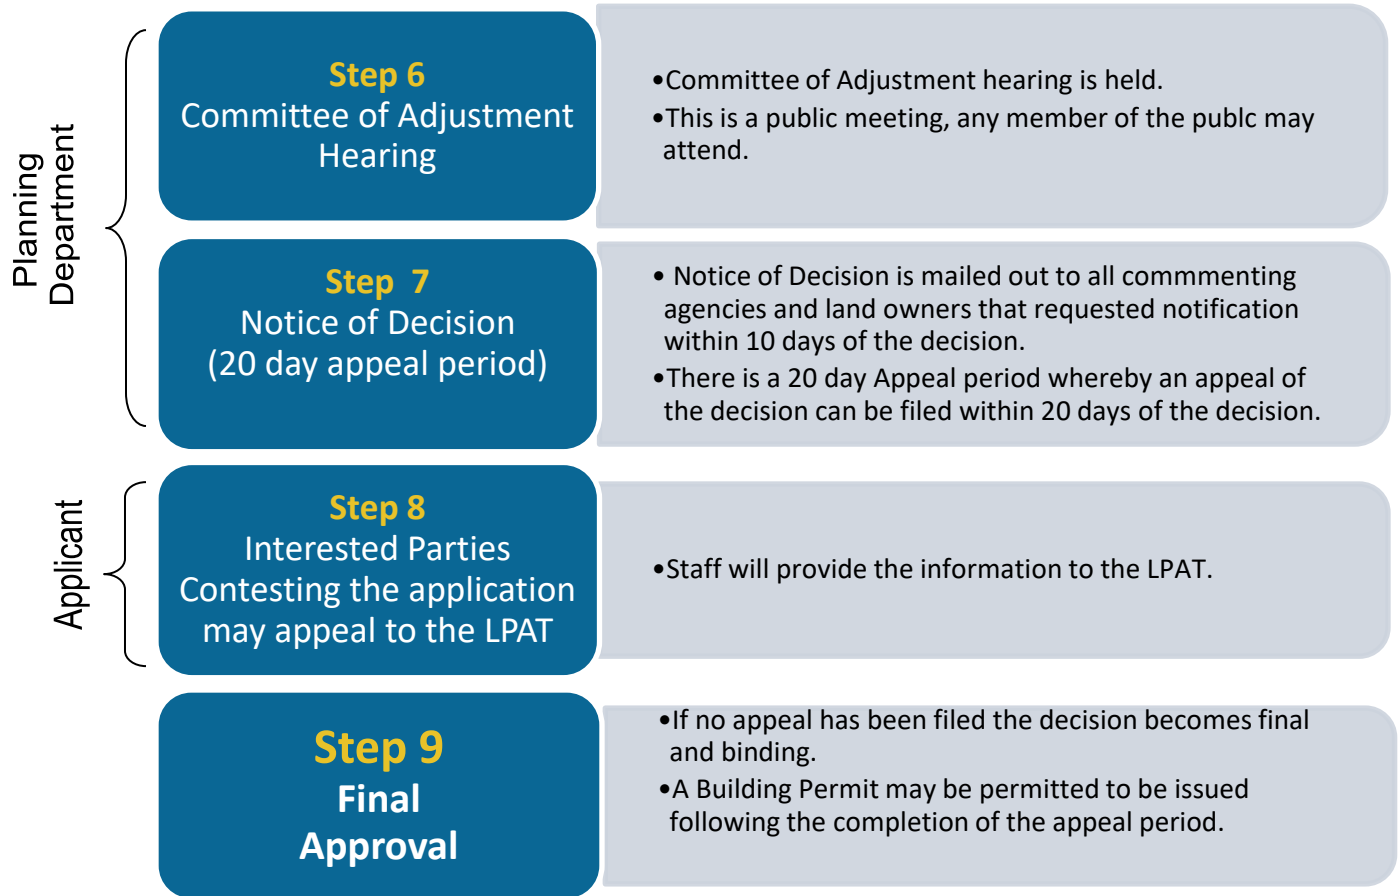 Planning
Department
Step 6
Committee of Adjustment
Hearing
•Committee of Adjustment hearing is held.
•This is a public meeting, any member of the publc may
attend.
Step  7
Notice of Decision
(20 day appeal period)
• Notice of Decision is mailed out to all commmenting
agencies and land owners that requested notification
within 10 days of the decision.
•There is a 20 day Appeal period whereby an appeal of
the decision can be filed within 20 days of the decision.
Applicant
Step 8
Interested Parties
Contesting the application
may appeal to the LPAT
•Staff will provide the information to the LPAT.
Step 9
Final
Approval
•If no appeal has been filed the decision becomes final
and binding.
•A Building Permit may be permitted to be issued
following the completion of the appeal period.